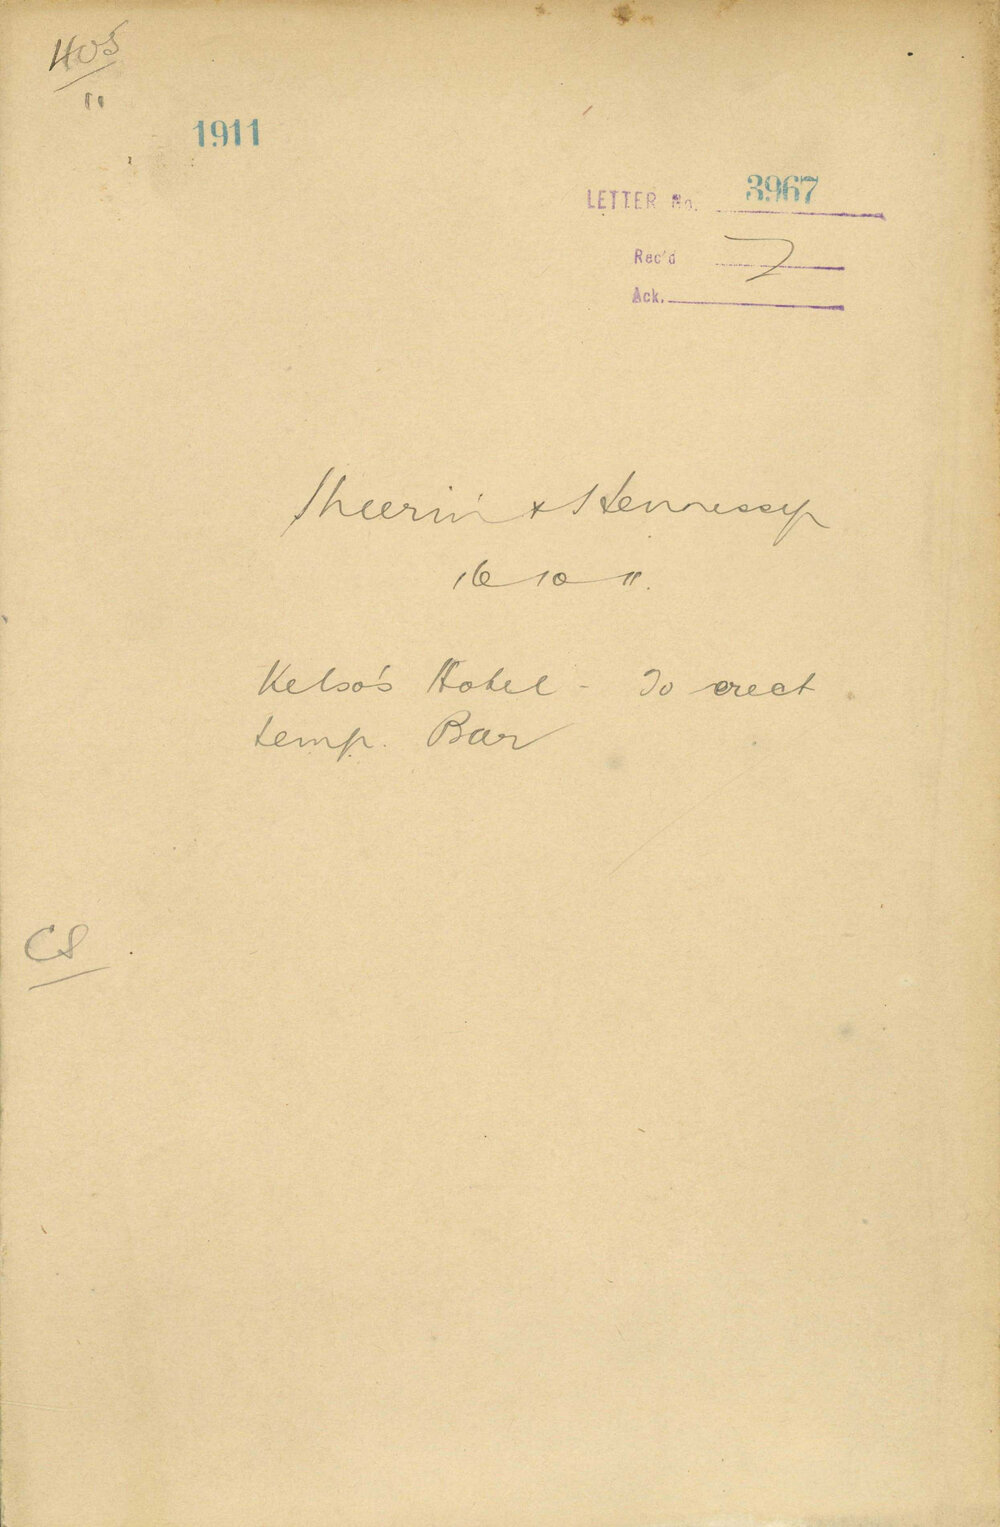 405
11
1911
LETTER No. 3967
Rec'd 7
Ack.
Sheerin & Hennessy
16 10 11.
Kelso's Hotel - To erect
temp. Bar
CS